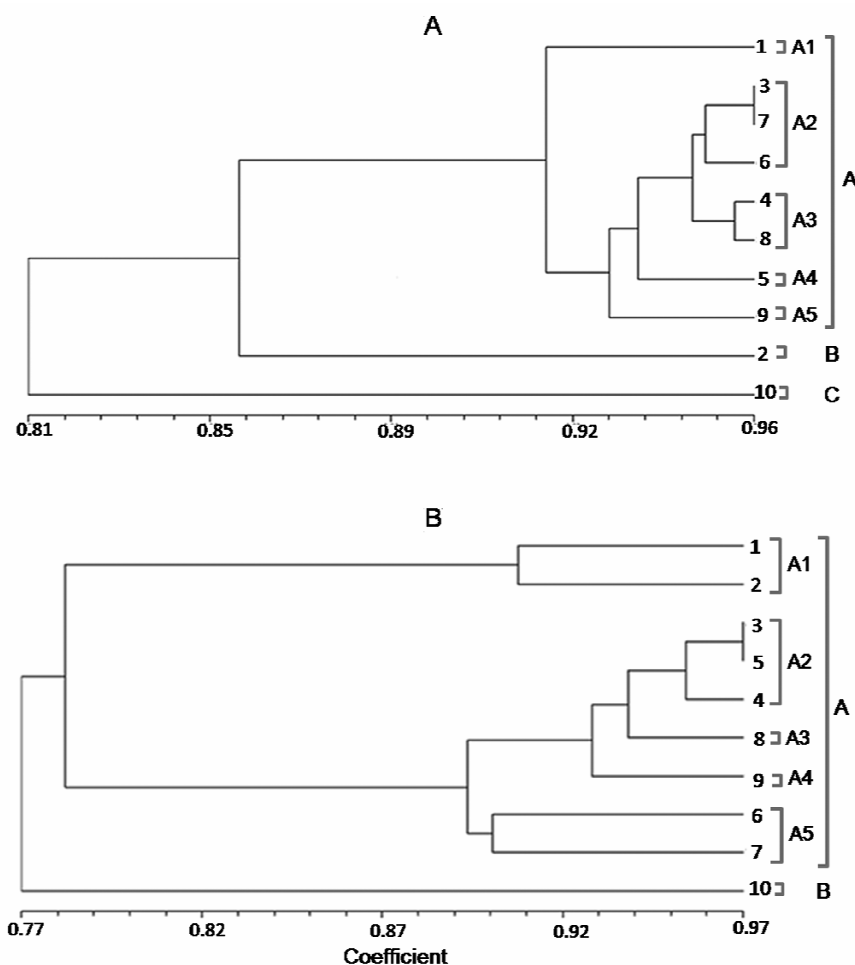 A
1 A1
3
7 A2
6
A
4
A3
8
5 A4
9 A5
2 B
10 C
0.81 0.85 0.89 0.92 0.96
B
1
A1
2
3
5 A2
4
A
8 A3
9 A4
6
A5
7
10 B
0.77 0.82 0.87 0.92 0.97
Coefficient